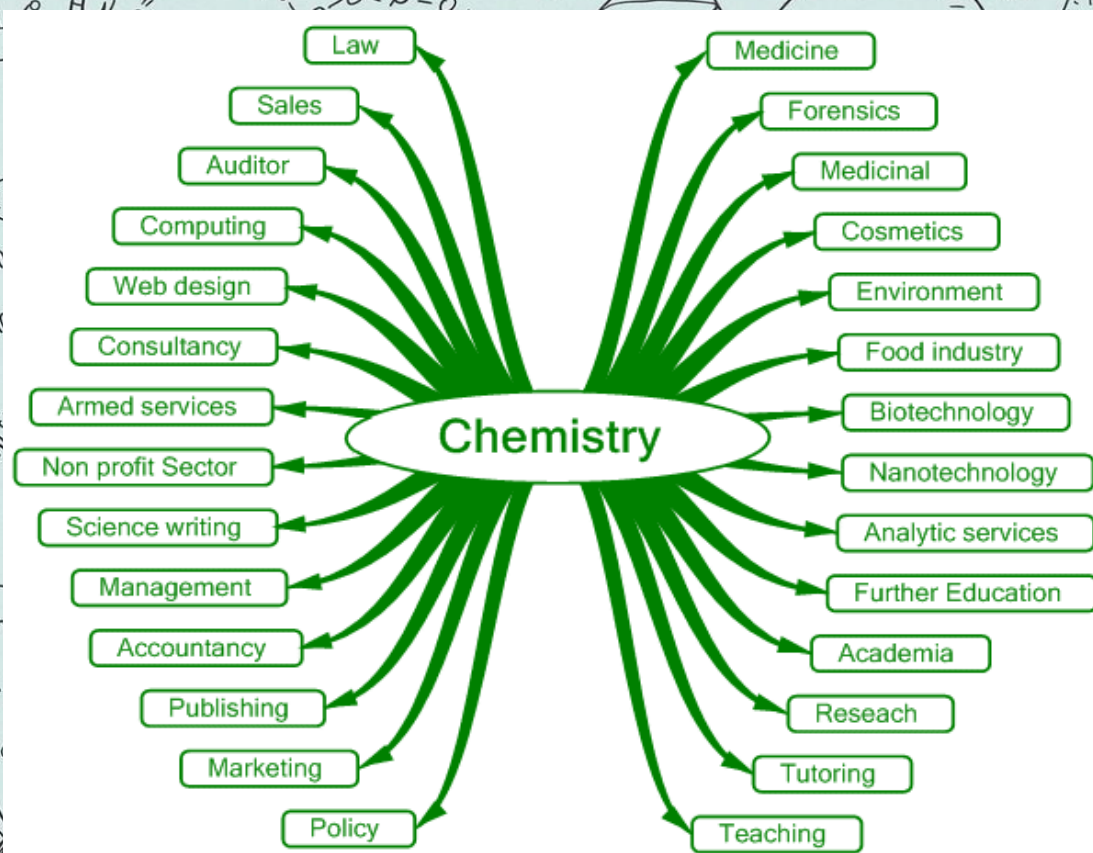 Law
Sales
Auditor
Computing
Web design
Consultancy
Armed services
Non profit Sector
Science writing
Management
Accountancy
Publishing
Marketing
Policy
Chemistry
Medicine
Forensics
Medicinal
Cosmetics
Environment
Food industry
Biotechnology
Nanotechnology
Analytic services
Further Education
Academia
Reseach
Tutoring
Teaching